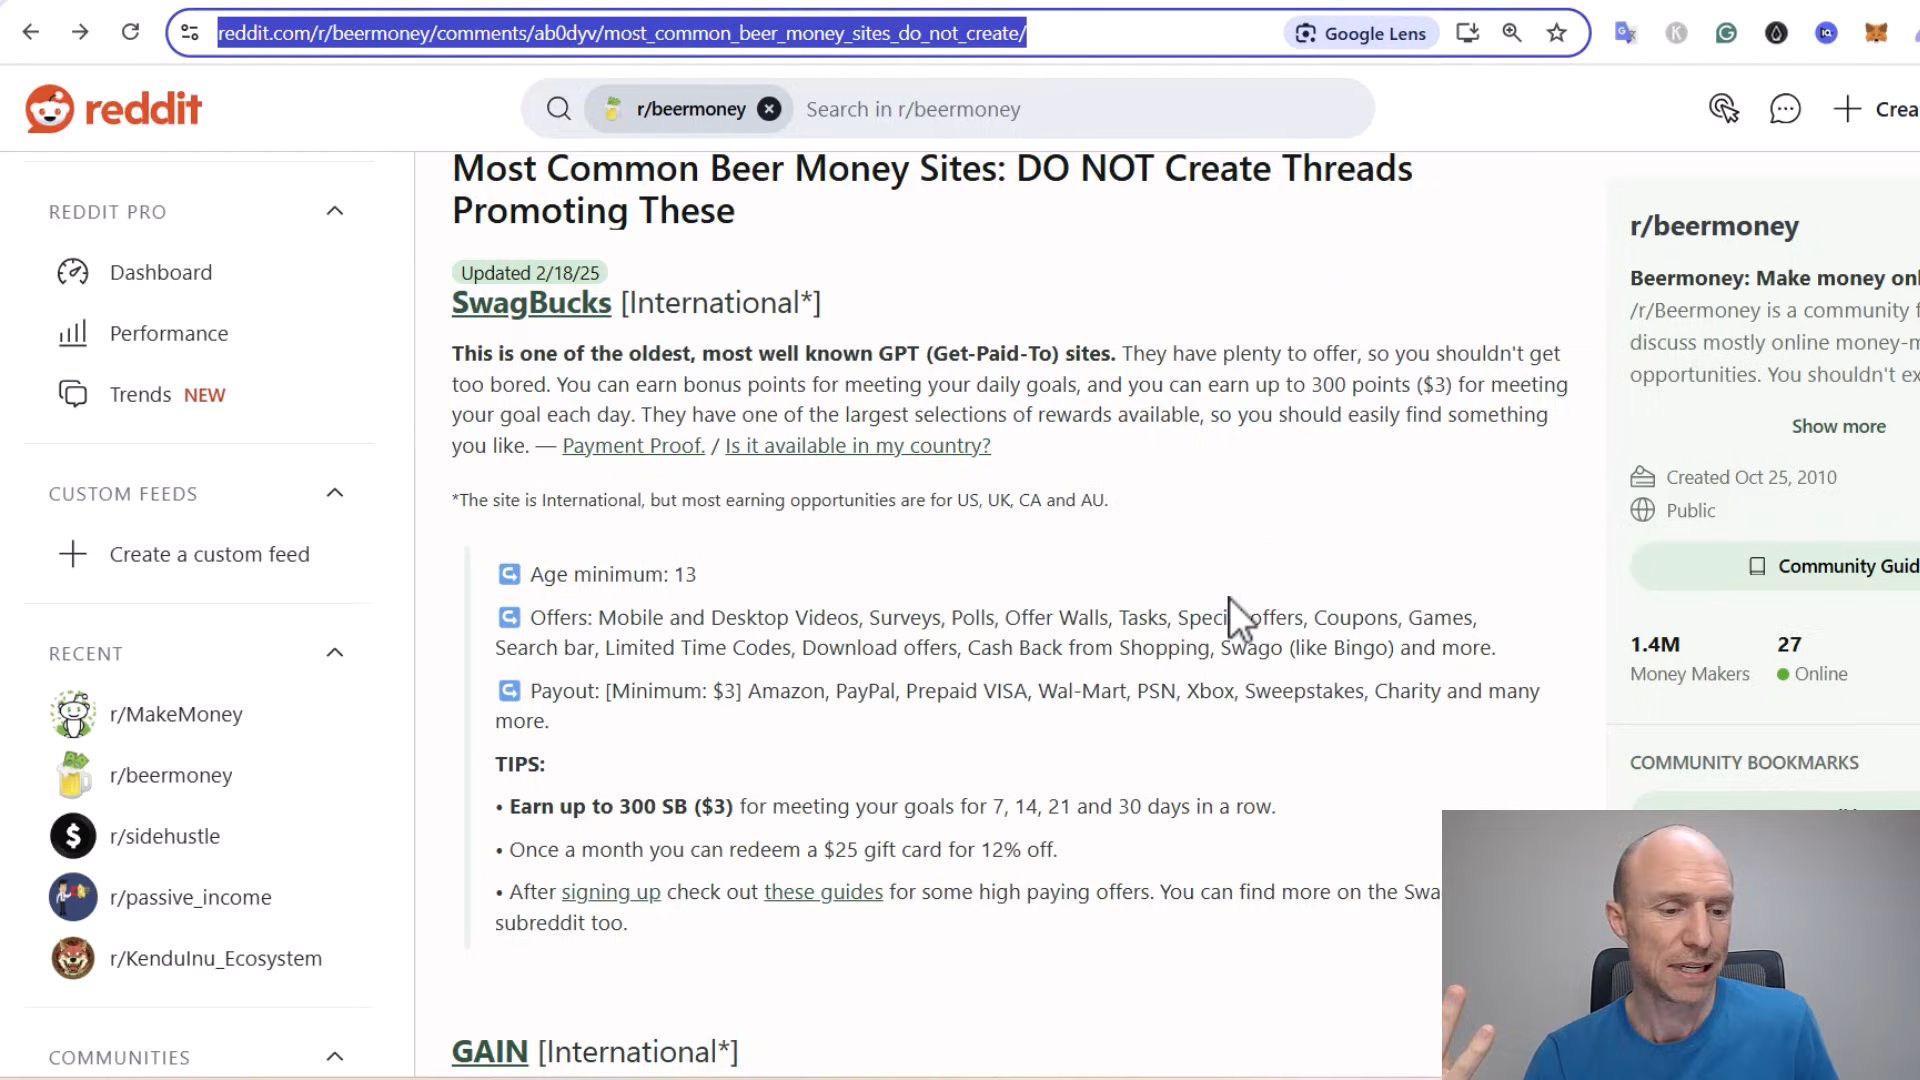 reddit.com/r/beermoney/comments/ab0dyv/most_common_beer_money_sites_do_not_create/
Google Lens
reddit
r/beermoney
Search in r/beermoney
Crea
REDDIT PRO
Dashboard
Performance
Trends NEW
CUSTOM FEEDS
Create a custom feed
RECENT
r/MakeMoney
r/beermoney
r/sidehustle
r/passive_income
r/KenduInu_Ecosystem
COMMUNITIES
Most Common Beer Money Sites: DO NOT Create Threads
Promoting These
Updated 2/18/25
SwagBucks [International*]
This is one of the oldest, most well known GPT (Get-Paid-To) sites. They have plenty to offer, so you shouldn't get
too bored. You can earn bonus points for meeting your daily goals, and you can earn up to 300 points ($3) for meeting
your goal each day. They have one of the largest selections of rewards available, so you should easily find something
you like. — Payment Proof. / Is it available in my country?
*The site is International, but most earning opportunities are for US, UK, CA and AU.
Age minimum: 13
Offers: Mobile and Desktop Videos, Surveys, Polls, Offer Walls, Tasks, Speci offers, Coupons, Games,
Search bar, Limited Time Codes, Download offers, Cash Back from Shopping, Swago (like Bingo) and more.
Payout: [Minimum: $3] Amazon, PayPal, Prepaid VISA, Wal-Mart, PSN, Xbox, Sweepstakes, Charity and many
more.
TIPS:
• Earn up to 300 SB ($3) for meeting your goals for 7, 14, 21 and 30 days in a row.
• Once a month you can redeem a $25 gift card for 12% off.
• After signing up check out these guides for some high paying offers. You can find more on the Swa
subreddit too.
GAIN [International*]
r/beermoney
Beermoney: Make money onl
/r/Beermoney is a community f
discuss mostly online money-m
opportunities. You shouldn't ex
Show more
Created Oct 25, 2010
Public
Community Guid
1.4M
Money Makers
27
Online
COMMUNITY BOOKMARKS